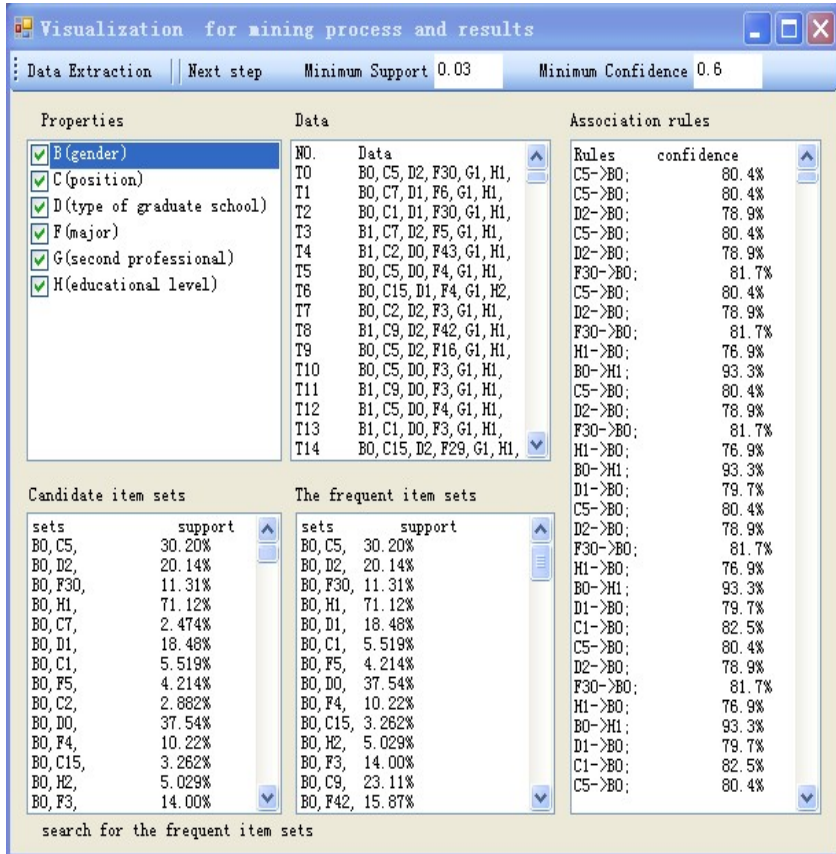 Visualization for mining process and results
Data Extraction Next step Minimum Support 0.03 Minimum Confidence 0.6
Properties
B(gender)
C(position)
D(type of graduate school)
F(major)
G(second professional)
H(educational level)
Data
NO. Data
T0 B0, C5, D2, F30, G1, H1,
T1 B0, C7, D1, F6, G1, H1,
T2 B0, C1, D1, F30, G1, H1,
T3 B1, C7, D2, F5, G1, H1,
T4 B1, C2, D0, F43, G1, H1,
T5 B0, C5, D0, F4, G1, H1,
T6 B0, C15, D1, F4, G1, H2,
T7 B0, C2, D2, F3, G1, H1,
T8 B1, C9, D2, F42, G1, H1,
T9 B0, C5, D2, F16, G1, H1,
T10 B0, C5, D0, F3, G1, H1,
T11 B1, C9, D0, F3, G1, H1,
T12 B1, C5, D0, F4, G1, H1,
T13 B1, C1, D0, F3, G1, H1,
T14 B0, C15, D2, F29, G1, H1,
Association rules
Rules confidence
C5->B0; 80.4%
C5->B0; 80.4%
D2->B0; 78.9%
C5->B0; 80.4%
D2->B0; 78.9%
F30->B0; 81.7%
C5->B0; 80.4%
D2->B0; 78.9%
F30->B0; 81.7%
H1->B0; 76.9%
B0->H1; 93.3%
C5->B0; 80.4%
D2->B0; 78.9%
F30->B0; 81.7%
H1->B0; 76.9%
B0->H1; 93.3%
D1->B0; 79.7%
C5->B0; 80.4%
D2->B0; 78.9%
F30->B0; 81.7%
H1->B0; 76.9%
B0->H1; 93.3%
D1->B0; 79.7%
C1->B0; 82.5%
C5->B0; 80.4%
D2->B0; 78.9%
F30->B0; 81.7%
H1->B0; 76.9%
B0->H1; 93.3%
D1->B0; 79.7%
C1->B0; 82.5%
C5->B0; 80.4%
Candidate item sets
sets support
B0, C5, 30.20%
B0, D2, 20.14%
B0, F30, 11.31%
B0, H1, 71.12%
B0, C7, 2.474%
B0, D1, 18.48%
B0, C1, 5.519%
B0, F5, 4.214%
B0, C2, 2.882%
B0, D0, 37.54%
B0, F4, 10.22%
B0, C15, 3.262%
B0, H2, 5.029%
B0, F3, 14.00%
The frequent item sets
sets support
B0, C5, 30.20%
B0, D2, 20.14%
B0, F30, 11.31%
B0, H1, 71.12%
B0, D1, 18.48%
B0, C1, 5.519%
B0, F5, 4.214%
B0, D0, 37.54%
B0, F4, 10.22%
B0, C15, 3.262%
B0, H2, 5.029%
B0, F3, 14.00%
B0, C9, 23.11%
B0, F42, 15.87%
search for the frequent item sets